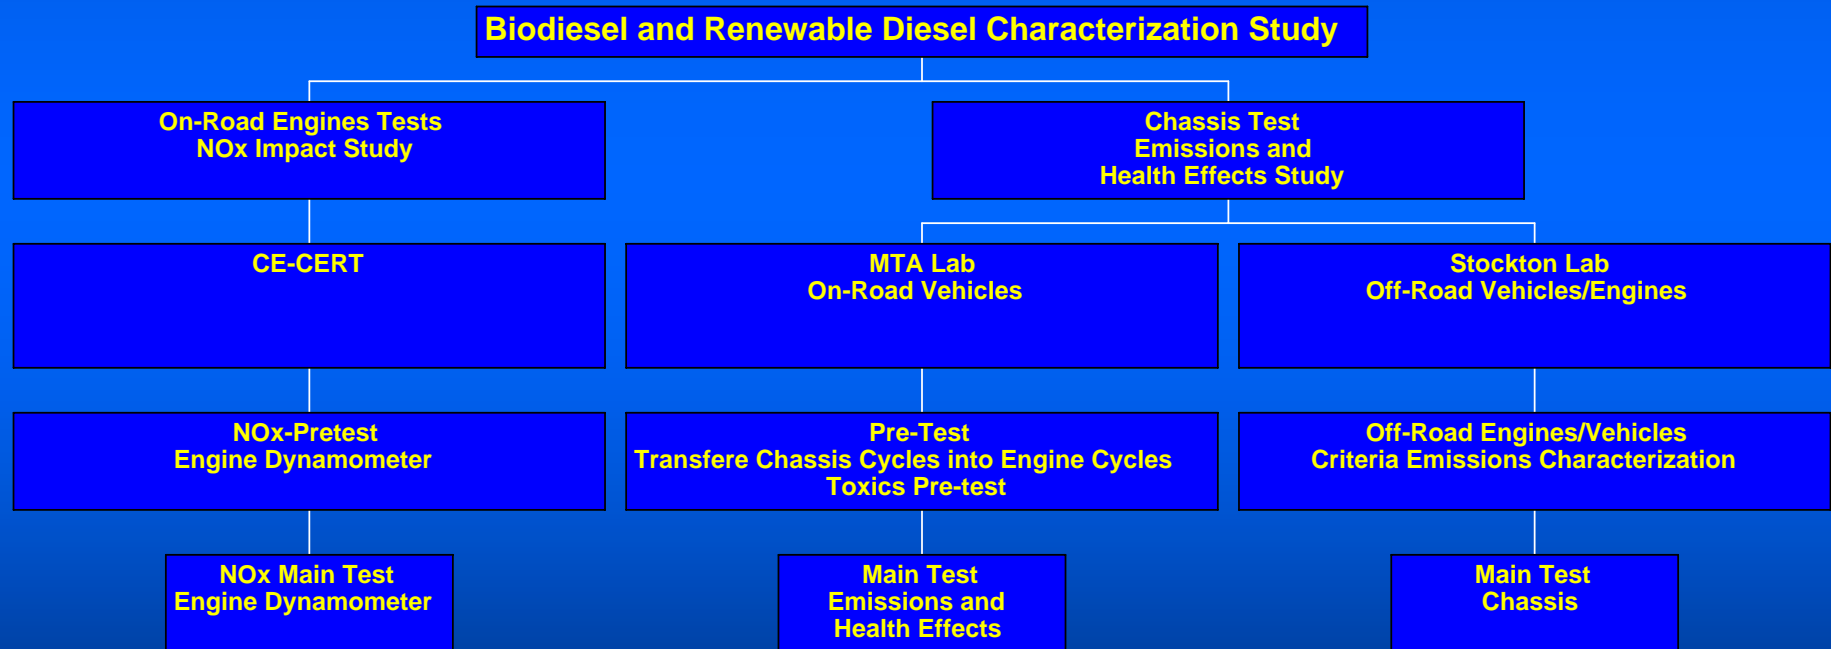 Biodiesel and Renewable Diesel Characterization Study
On-Road Engines Tests
NOx Impact Study
Chassis Test
Emissions and
Health Effects Study
CE-CERT
MTA Lab
On-Road Vehicles
Stockton Lab
Off-Road Vehicles/Engines
NOx-Pretest
Engine Dynamometer
Pre-Test
Transfere Chassis Cycles into Engine Cycles
Toxics Pre-test
Off-Road Engines/Vehicles
Criteria Emissions Characterization
NOx Main Test
Engine Dynamometer
Main Test
Emissions and
Health Effects
Main Test
Chassis